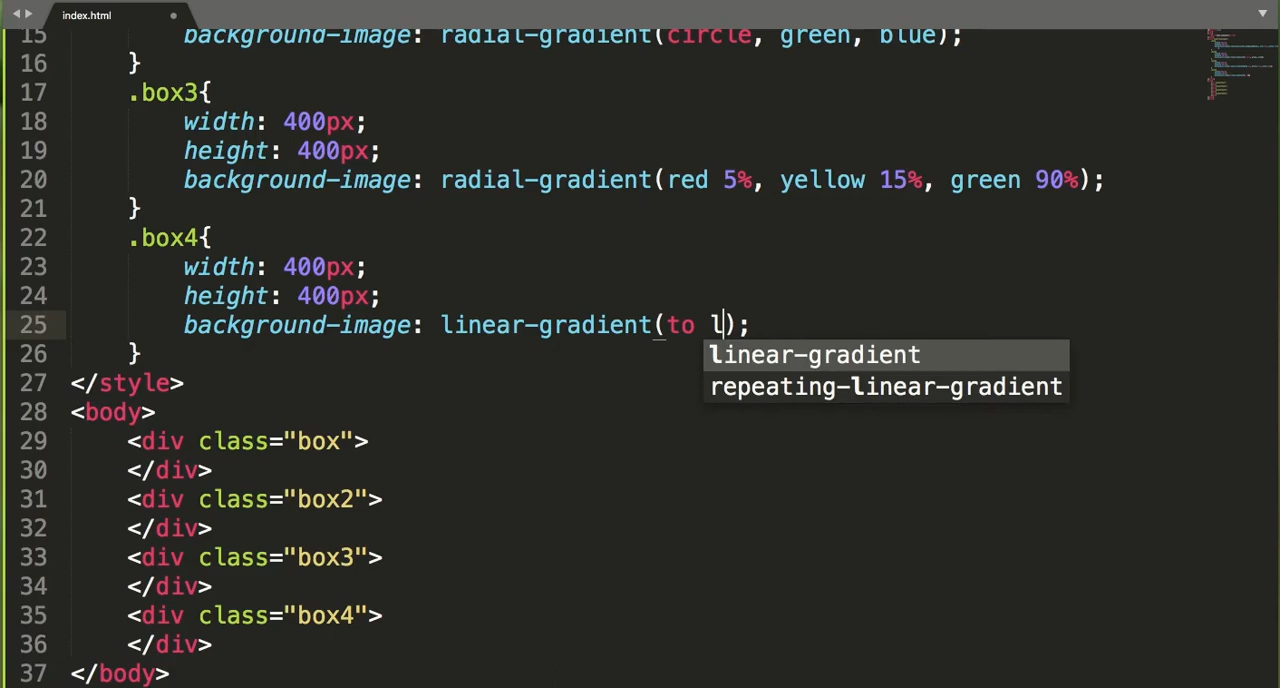 index.html
15 background-image: radial-gradient(circle, green, blue);
16 }
17 .box3{
18 width: 400px;
19 height: 400px;
20 background-image: radial-gradient(red 5%, yellow 15%, green 90%);
21 }
22 .box4{
23 width: 400px;
24 height: 400px;
25 background-image: linear-gradient(to l);
linear-gradient
26 }
repeating-linear-gradient
27 </style>
28 <body>
29 <div class="box">
30 </div>
31 <div class="box2">
32 </div>
33 <div class="box3">
34 </div>
35 <div class="box4">
36 </div>
37 </body>